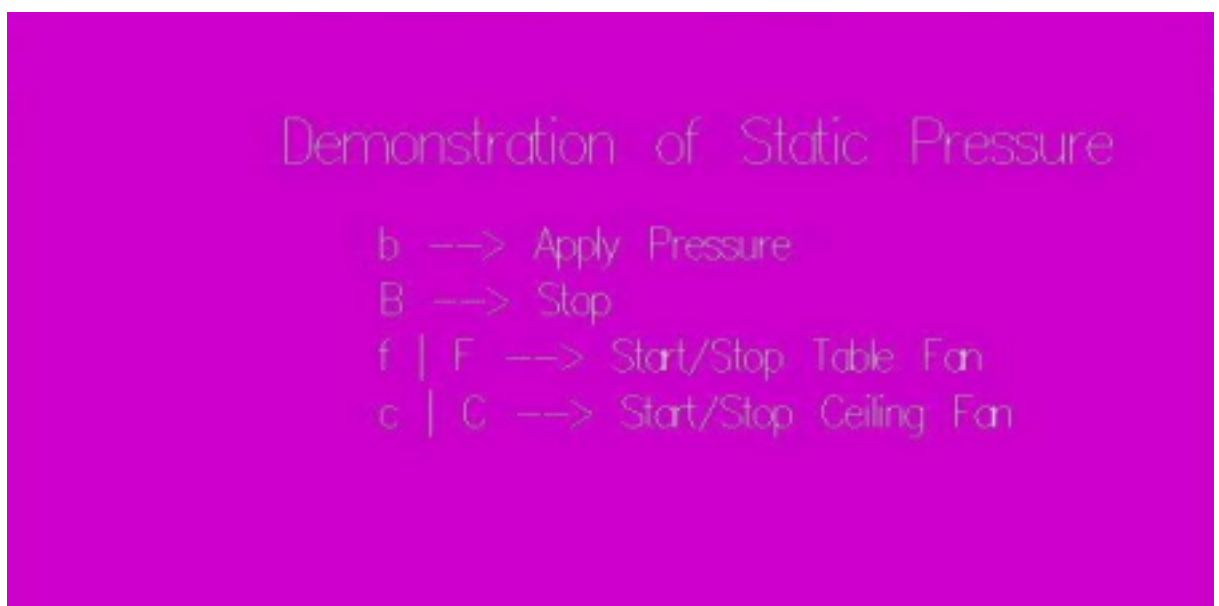 Demonstration of Static Pressure
b --> Apply Pressure
B --> Stop
f | F --> Start/Stop Table Fan
c | C --> Start/Stop Ceiling Fan